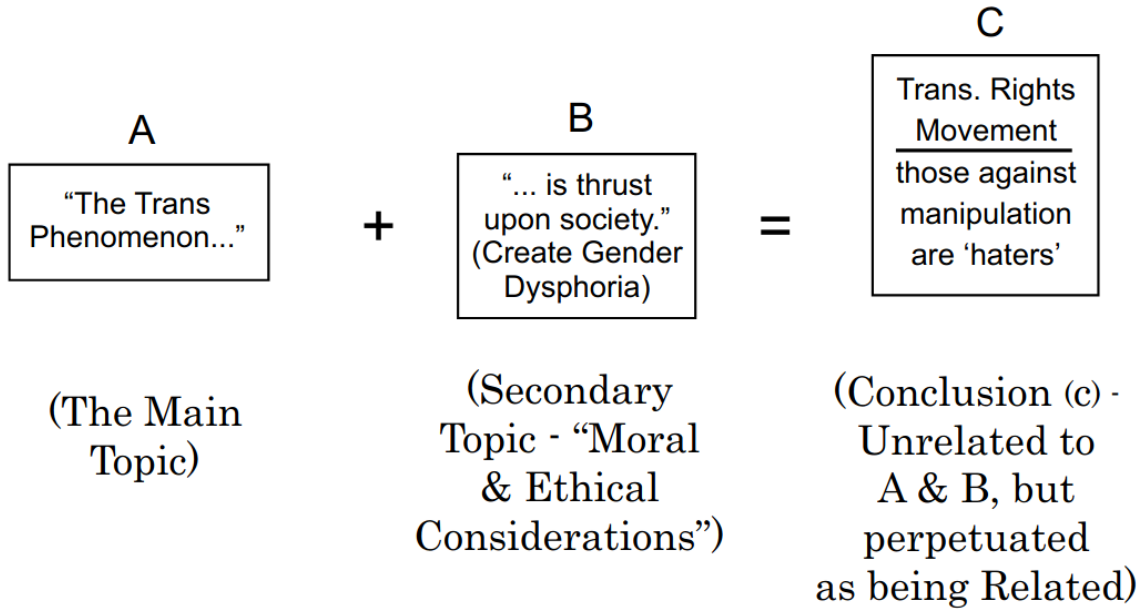 A
“The Trans
Phenomenon...”
(The Main
Topic)
+
B
“... is thrust
upon society.”
(Create Gender
Dysphoria)
(Secondary
Topic - “Moral
& Ethical
Considerations”)
=
C
Trans. Rights
Movement
those against
manipulation
are ‘haters’
(Conclusion (c) -
Unrelated to
A & B, but
perpetuated
as being Related)